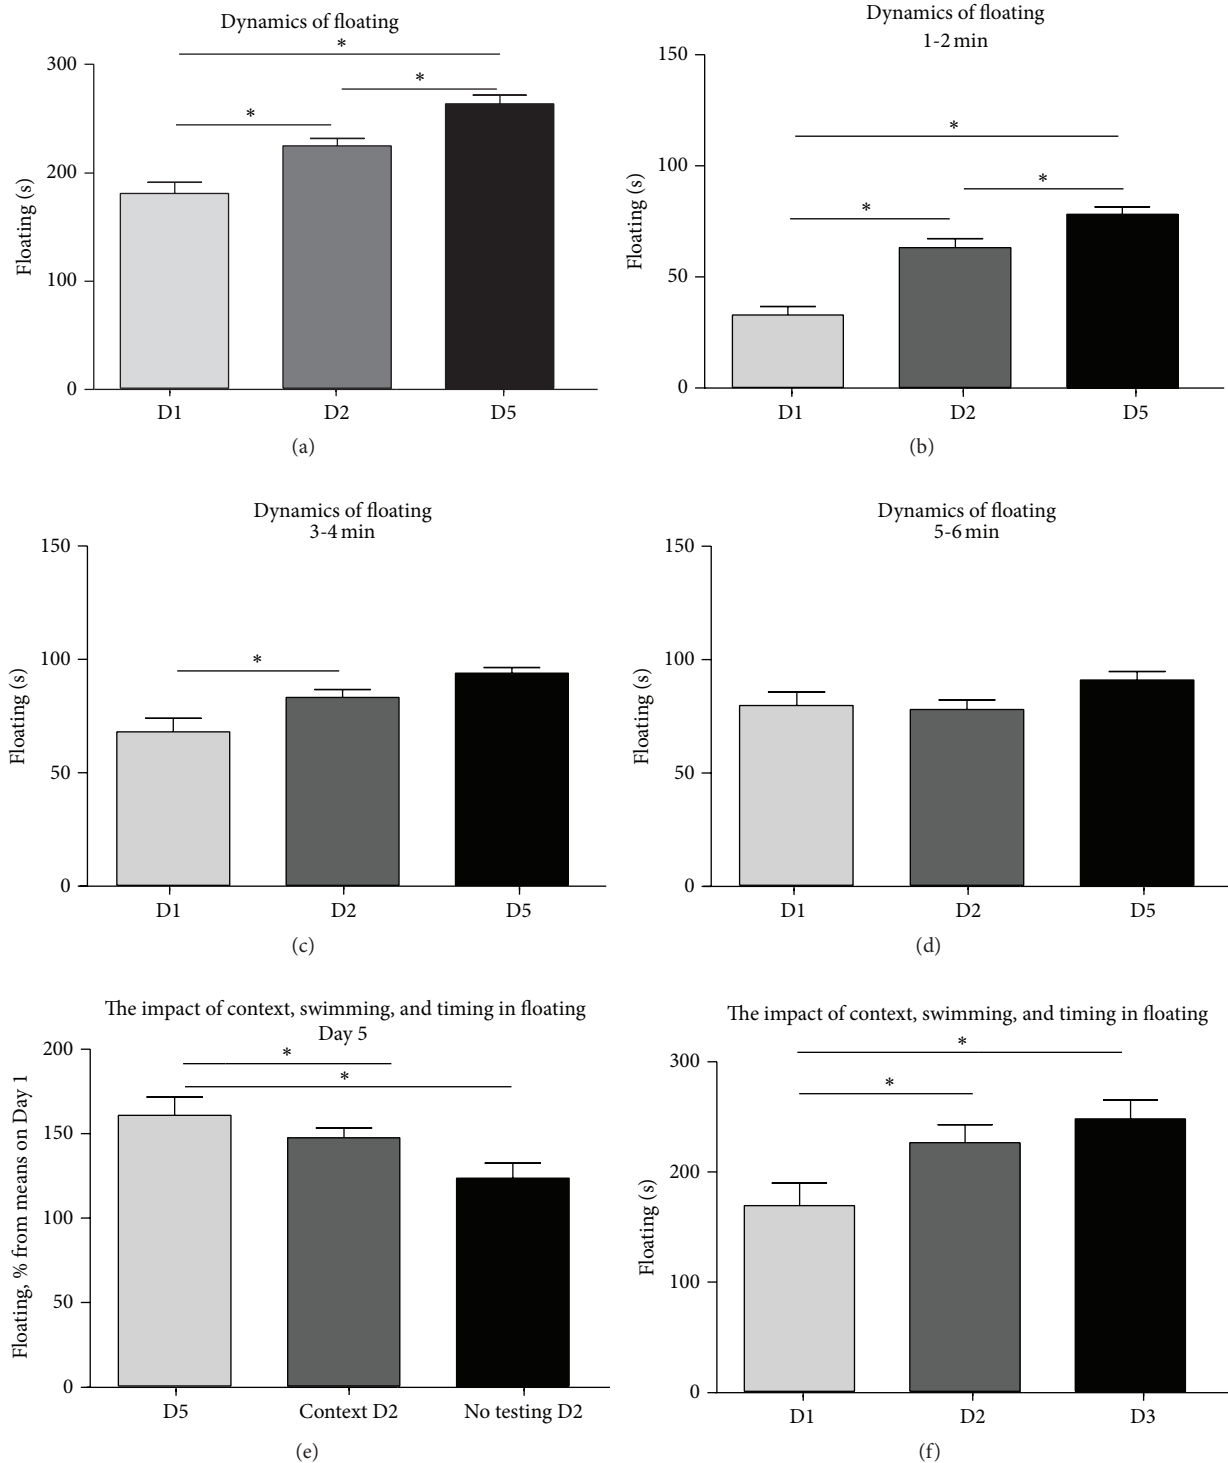 Dynamics of floating
300
200
100
0
Floating (s)
*
*
*
D1 D2 D5
(a)
Dynamics of floating
1-2 min
150
100
50
0
Floating (s)
*
*
*
D1 D2 D5
(b)
Dynamics of floating
3-4 min
150
100
50
0
Floating (s)
*
D1 D2 D5
(c)
Dynamics of floating
5-6 min
150
100
50
0
Floating (s)
D1 D2 D5
(d)
The impact of context, swimming, and timing in floating
Day 5
200
150
100
50
0
Floating, % from means on Day 1
*
*
D5 Context D2 No testing D2
(e)
The impact of context, swimming, and timing in floating
300
200
100
0
Floating (s)
*
*
D1 D2 D3
(f)